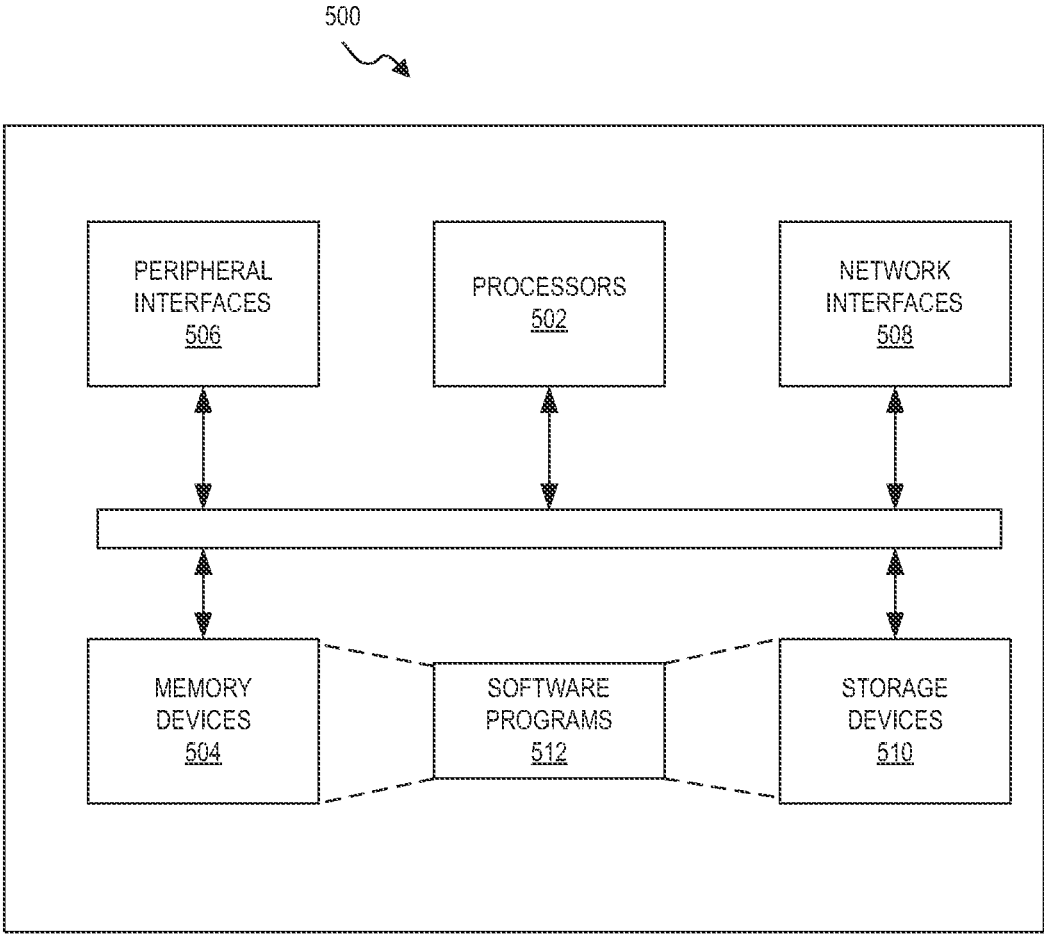 500
PERIPHERAL
INTERFACES
506
PROCESSORS
502
NETWORK
INTERFACES
508
MEMORY
DEVICES
504
SOFTWARE
PROGRAMS
512
STORAGE
DEVICES
510